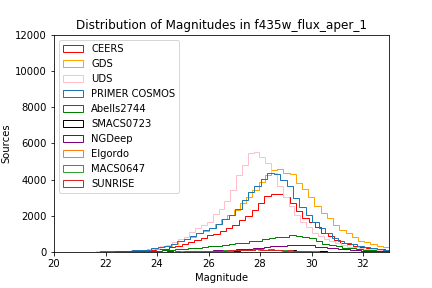 Distribution of Magnitudes in f435w_flux_aper_1
12000
10000
8000
6000
4000
2000
0
Sources
CEERS
GDS
UDS
PRIMER COSMOS
Abells2744
SMACS0723
NGDeep
Elgordo
MACS0647
SUNRISE
20 22 24 26 28 30 32
Magnitude